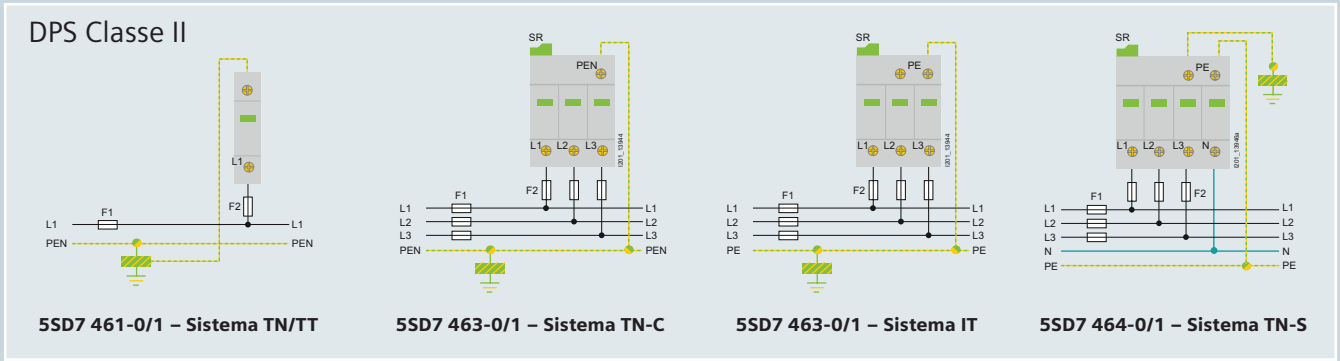 DPS Classe II
L1
F1
F2
L1
L1
PEN
PEN
5SD7 461-0/1 – Sistema TN/TT
SR
PEN
L1
L2
L3
I201_13944
F1
F2
L1
L1
L2
L2
L3
L3
PEN
PEN
5SD7 463-0/1 – Sistema TN-C
SR
PE
L1
L2
L3
I201_13944
F1
F2
L1
L1
L2
L2
L3
L3
PE
PE
5SD7 463-0/1 – Sistema IT
SR
PE
L1
L2
L3
N
I201_13946a
F1
F2
L1
L1
L2
L2
L3
L3
N
N
PE
PE
5SD7 464-0/1 – Sistema TN-S